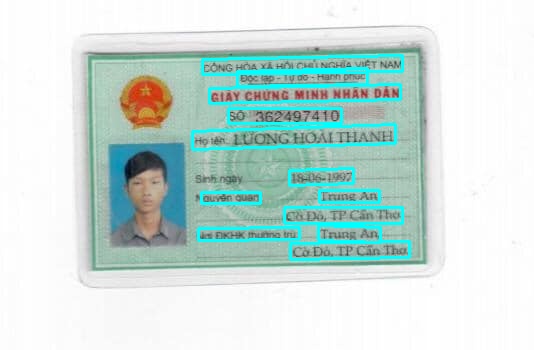 CỘNG HÒA XÃ HỘI CHỦ NGHĨA VIỆT NAM
Độc lập - Tự do - Hạnh phúc
GIẤY CHỨNG MINH NHÂN DÂN
SỐ 362497410
Họ tên: LƯƠNG HOÀI THANH
Sinh ngày 18-06-1997
Nguyên quán Trung An
Cờ Đỏ, TP Cần Thơ
Nơi ĐKHK thường trú: Trung An
Cờ Đỏ, TP Cần Thơ